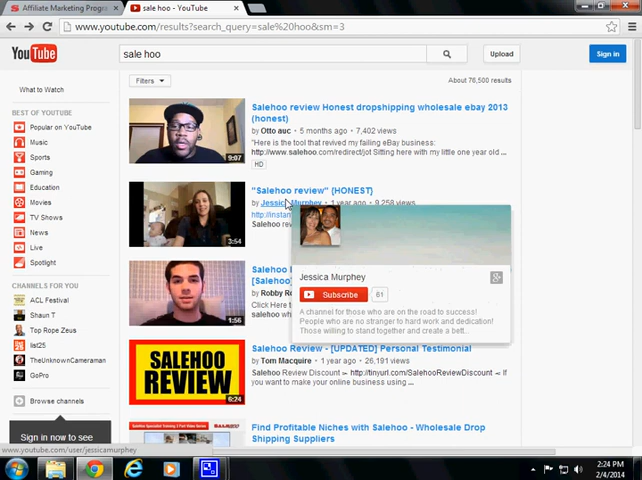 Affiliate Marketing Progra
sale hoo - YouTube
www.youtube.com/results?search_query=sale%20hoo&sm=3
YouTube
sale hoo
Upload
Sign in
What to Watch
Filters
About 76,500 results
BEST OF YOUTUBE
Popular on YouTube
Music
Sports
Gaming
Education
Movies
TV Shows
News
Live
Spotlight
CHANNELS FOR YOU
ACL Festival
Shaun T
Top Rope Zeus
list25
TheUnknownCameraman
GoPro
Browse channels
Sign in now to see
Salehoo review Honest dropshipping wholesale ebay 2013
(honest)
by Otto auc • 5 months ago • 7,402 views
"Here is the tool that revived my failing eBay business:
http://www.salehoo.com/redirect/jot Sitting here with my little one year old ...
HD
9:07
"Salehoo review" (HONEST)
by Jessica Murphey • 1 year ago • 9,258 views
http://instan
Salehoo rev
3:54
Jessica Murphey
Subscribe
61
A channel for those who are on the road to success!
People who are no stranger to hard work and dedication!
Those willing to stand together and create a bett..
Salehoo
[Salehoo]
by Robby Ro
Click Here
salehoo
1:56
Salehoo Review - [UPDATED] Personal Testimonial
by Tom Macquire • 1 year ago • 26,191 views
Salehoo Review Discount ⇨ http://tinyurl.com/SalehooReviewDiscount ⇨ If
you want to make your online business using ...
SALEHOO
REVIEW
6:24
Find Profitable Niches with Salehoo - Wholesale Drop
Shipping Suppliers
www.youtube.com/user/jessicamurphey
2:24 PM
2/4/2014